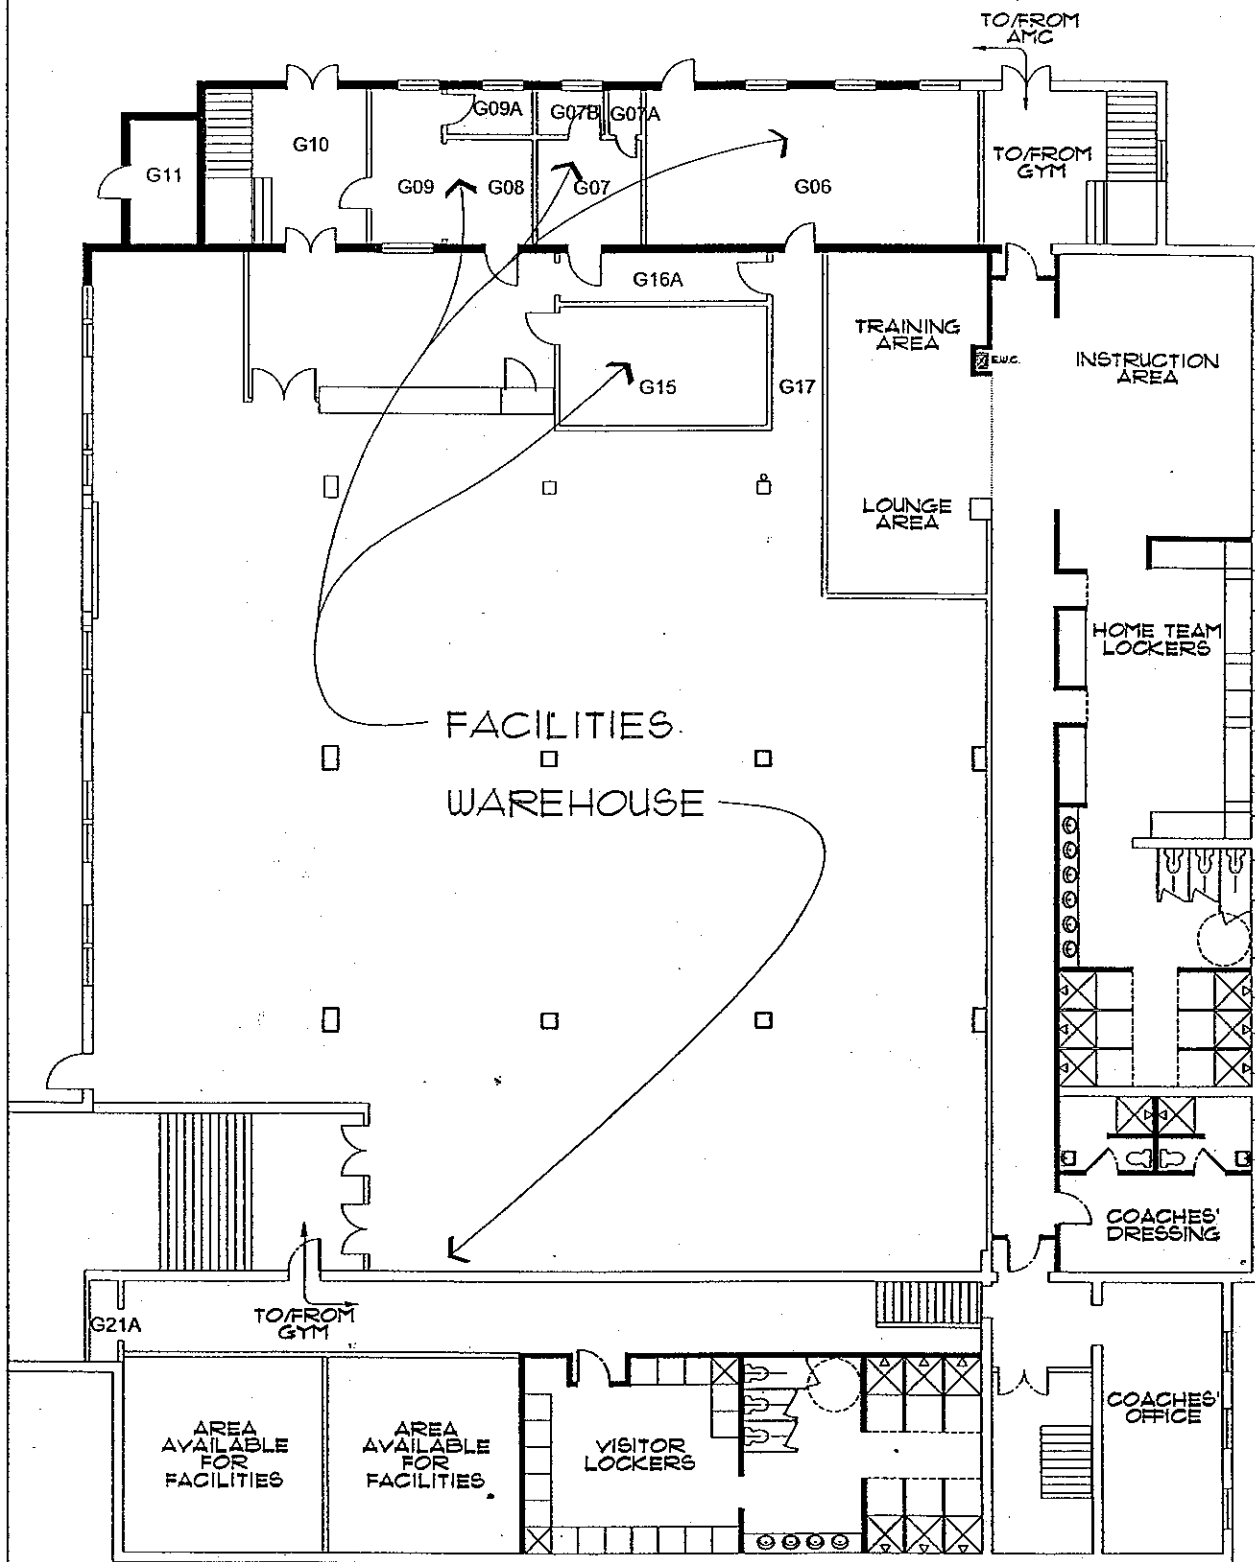 TO/FROM
AMC
G09A
G07B
G07A
G10
G11
TO/FROM
GYM
G09
G08
G07
G06
G16A
TRAINING
AREA
E.W.C.
INSTRUCTION
AREA
G15
G17
LOUNGE
AREA
HOME TEAM
LOCKERS
FACILITIES
WAREHOUSE
COACHES'
DRESSING
G21A
TO/FROM
GYM
COACHES'
OFFICE
AREA
AVAILABLE
FOR
FACILITIES
AREA
AVAILABLE
FOR
FACILITIES
VISITOR
LOCKERS